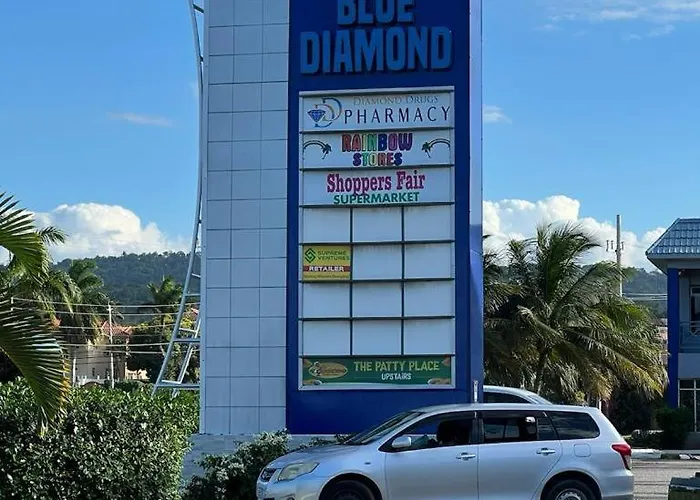 BLUE
DIAMOND
DIAMOND DRUGS
PHARMACY
RAINBOW
STORES
Shoppers Fair
SUPERMARKET
SUPREME
VENTURES
RETAILER
THE PATTY PLACE
UPSTAIRS